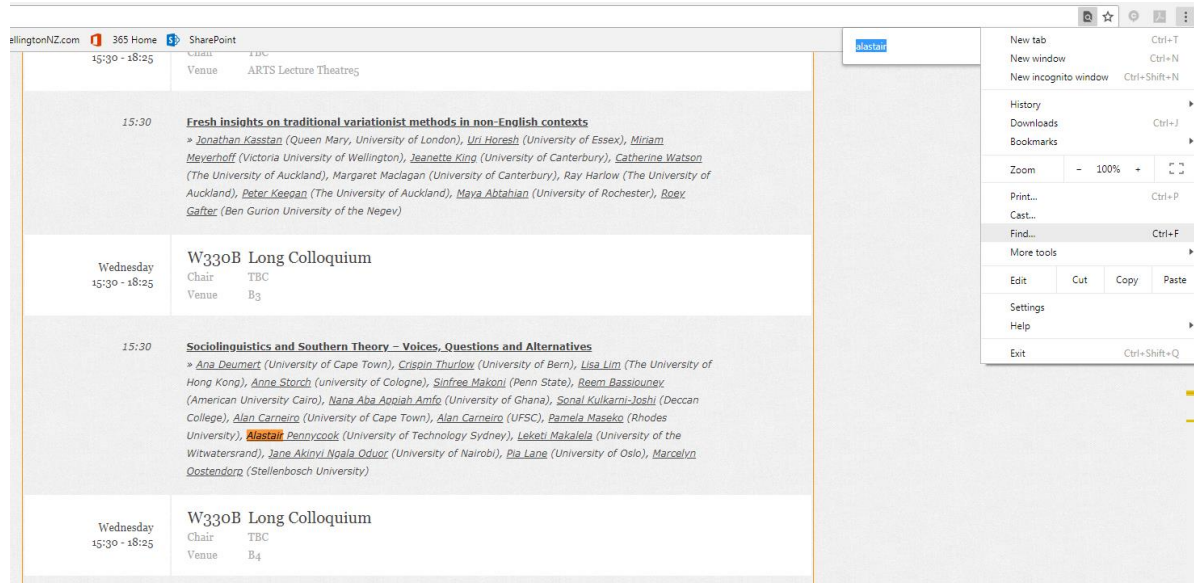 ellingtonNZ.com 365 Home SharePoint
15:30 - 18:25
Chair TBC
Venue ARTS Lecture Theatre5
15:30 Fresh insights on traditional variationist methods in non-English contexts
» Jonathan Kasstan (Queen Mary, University of London), Uri Horesh (University of Essex), Miriam
Meyerhoff (Victoria University of Wellington), Jeanette King (University of Canterbury), Catherine Watson
(The University of Auckland), Margaret Maclagan (University of Canterbury), Ray Harlow (The University of
Auckland), Peter Keegan (The University of Auckland), Maya Abtahian (University of Rochester), Roey
Gafter (Ben Gurion University of the Negev)
Wednesday
15:30 - 18:25
W330B Long Colloquium
Chair TBC
Venue B3
15:30 Sociolinguistics and Southern Theory – Voices, Questions and Alternatives
» Ana Deumert (University of Cape Town), Crispin Thurlow (University of Bern), Lisa Lim (The University of
Hong Kong), Anne Storch (university of Cologne), Sinfree Makoni (Penn State), Reem Bassiouney
(American University Cairo), Nana Aba Appiah Amfo (University of Ghana), Sonal Kulkarni-Joshi (Deccan
College), Alan Carneiro (University of Cape Town), Alan Carneiro (UFSC), Pamela Maseko (Rhodes
University), Alastair Pennycook (University of Technology Sydney), Leketi Makalela (University of the
Witwatersrand), Jane Akinyi Ngala Oduor (University of Nairobi), Pia Lane (University of Oslo), Marcelyn
Oostendorp (Stellenbosch University)
Wednesday
15:30 - 18:25
W330B Long Colloquium
Chair TBC
Venue B4
alastair
New tab Ctrl+T
New window Ctrl+N
New incognito window Ctrl+Shift+N
History
Downloads Ctrl+J
Bookmarks
Zoom - 100% +
Print... Ctrl+P
Cast...
Find... Ctrl+F
More tools
Edit Cut Copy Paste
Settings
Help
Exit Ctrl+Shift+Q